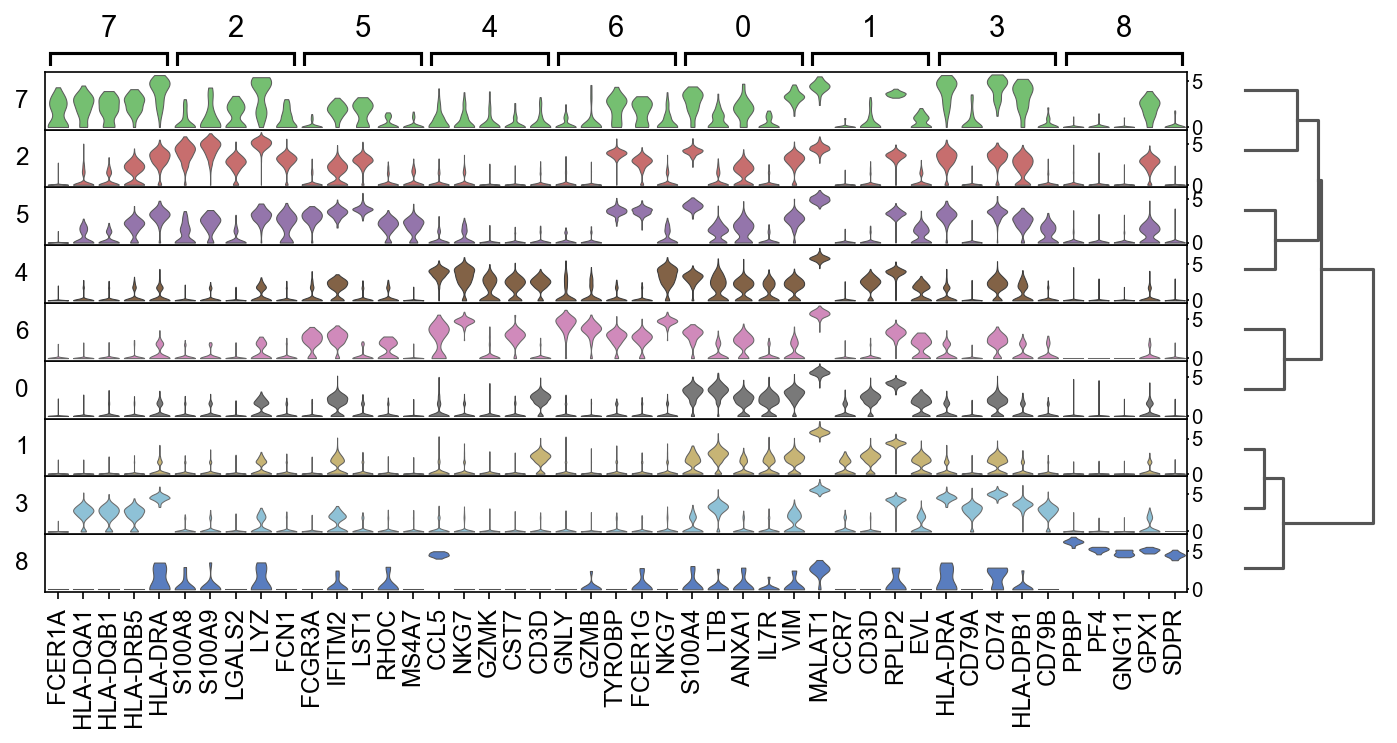 7 2 5 4 6 0 1 3 8
7 5 0
2 5 0
5 5 0
4 5 0
6 5 0
0 5 0
1 5 0
3 5 0
8 5 0
FCER1A
HLA-DQA1
HLA-DQB1
HLA-DRB5
HLA-DRA
S100A8
S100A9
LGALS2
LYZ
FCN1
FCGR3A
IFITM2
LST1
RHOC
MS4A7
CCL5
NKG7
GZMK
CST7
CD3D
GNLY
GZMB
TYROBP
FCER1G
NKG7
S100A4
LTB
ANXA1
IL7R
VIM
MALAT1
CCR7
CD3D
RPLP2
EVL
HLA-DRA
CD79A
CD74
HLA-DPB1
CD79B
PPBP
PF4
GNG11
GPX1
SDPR